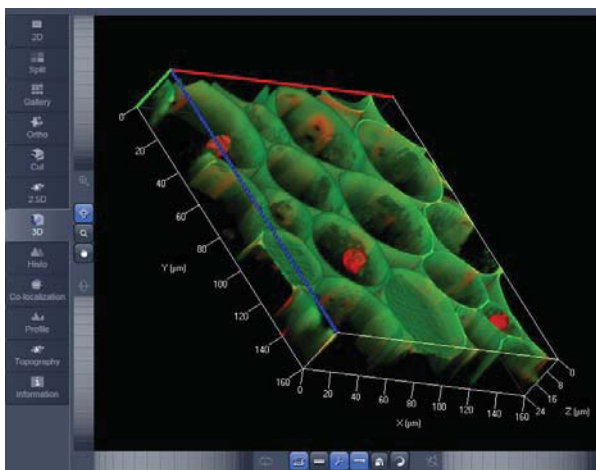 2D
Split
Gallery
Ortho
Cut
2.5D
3D
Histo
Co-localization
Profile
Topography
Information
0
20
40
60
80
100
120
140
160
Y [µm]
0
20
40
60
80
100
120
140
160
X [µm]
0
8
16
24
Z [µm]